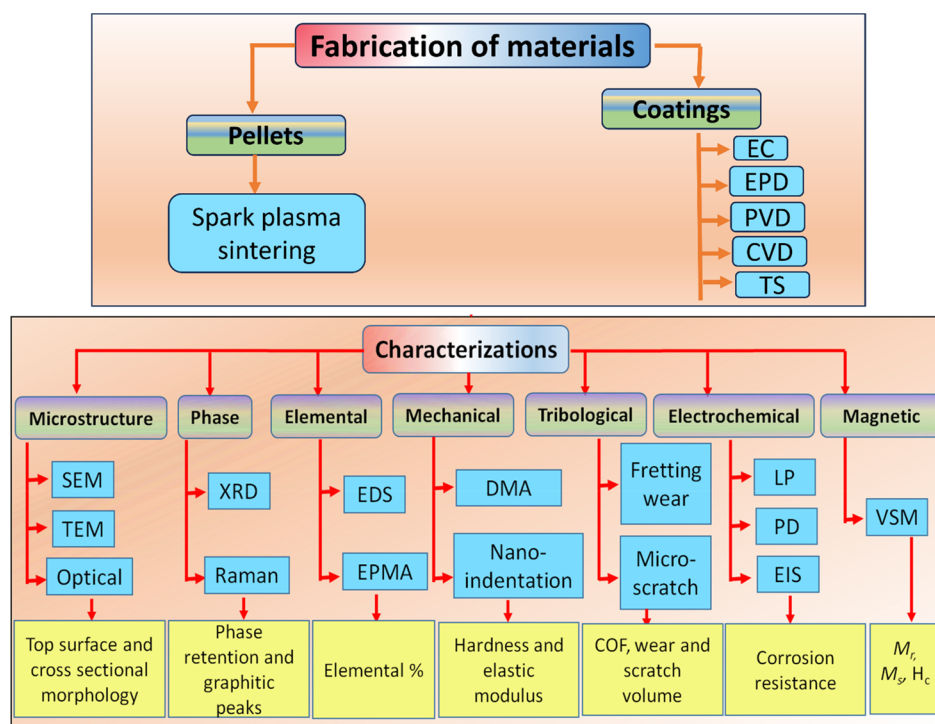 Fabrication of materials
Pellets
Coatings
Spark plasma
sintering
EC
EPD
PVD
CVD
TS
Characterizations
Microstructure
Phase
Elemental
Mechanical
Tribological
Electrochemical
Magnetic
SEM
TEM
Optical
XRD
Raman
EDS
EPMA
DMA
Nano-
indentation
Fretting
wear
Micro-
scratch
LP
PD
EIS
VSM
Top surface and
cross sectional
morphology
Phase
retention and
graphitic
peaks
Elemental %
Hardness and
elastic
modulus
COF, wear and
scratch
volume
Corrosion
resistance
Mr,
Ms, Hc